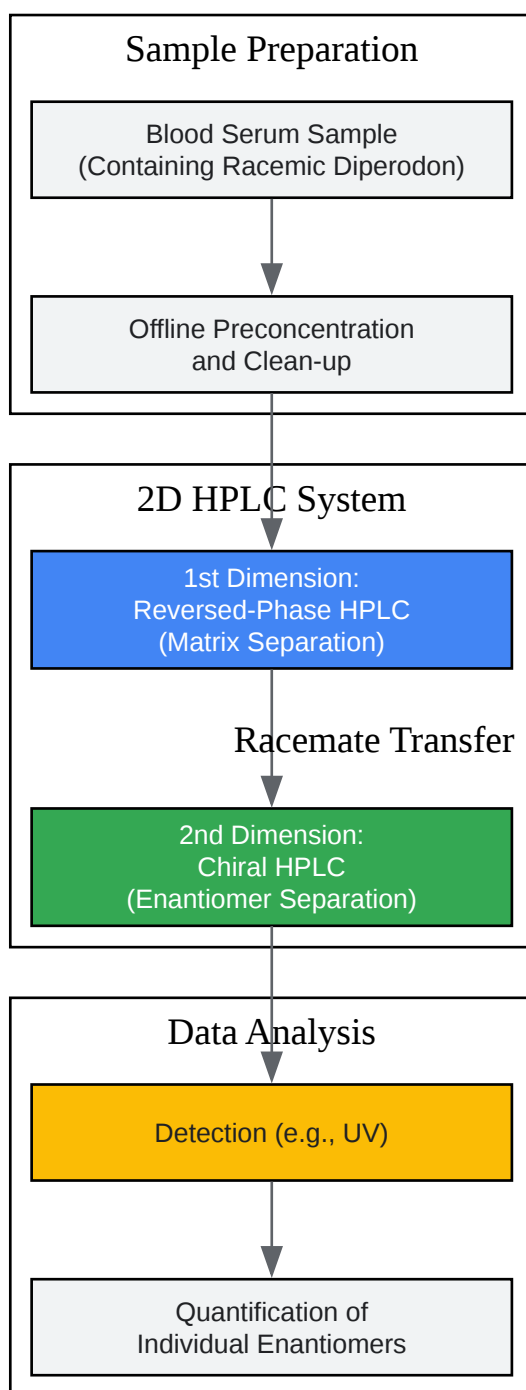 Sample Preparation
Blood Serum Sample
(Containing Racemic Diperodon)
Offline Preconcentration
and Clean-up
2D HPLC System
1st Dimension:
Reversed-Phase HPLC
(Matrix Separation)
Racemate Transfer
2nd Dimension:
Chiral HPLC
(Enantiomer Separation)
Data Analysis
Detection (e.g., UV)
Quantification of
Individual Enantiomers